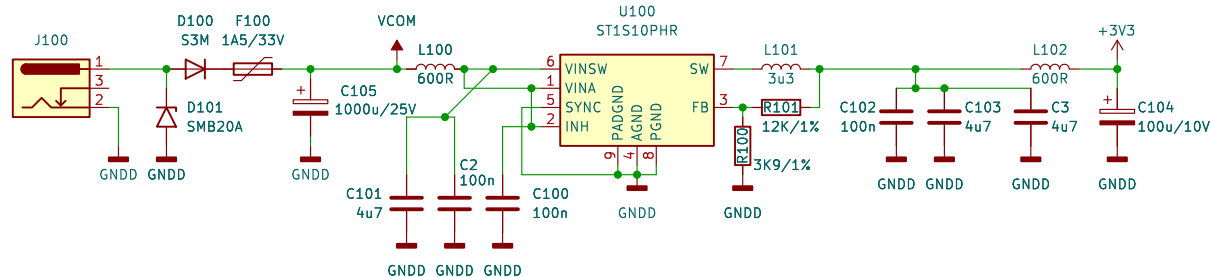 J100
1
3
2
GNDD
D100
S3M
F100
1A5/33V
D101
SMB20A
GNDD
C105
1000u/25V
GNDD
VCOM
L100
600R
C101
4u7
GNDD
C2
100n
GNDD
C100
100n
GNDD
U100
ST1S10PHR
6
1
5
2
VINSW
VINA
SYNC
INH
PADGND
AGND
PGND
9
4
8
SW
FB
7
3
GNDD
L101
3u3
R101
12K/1%
R100
3K9/1%
GNDD
C102
100n
GNDD
C103
4u7
GNDD
C3
4u7
GNDD
L102
600R
+3V3
C104
100u/10V
GNDD